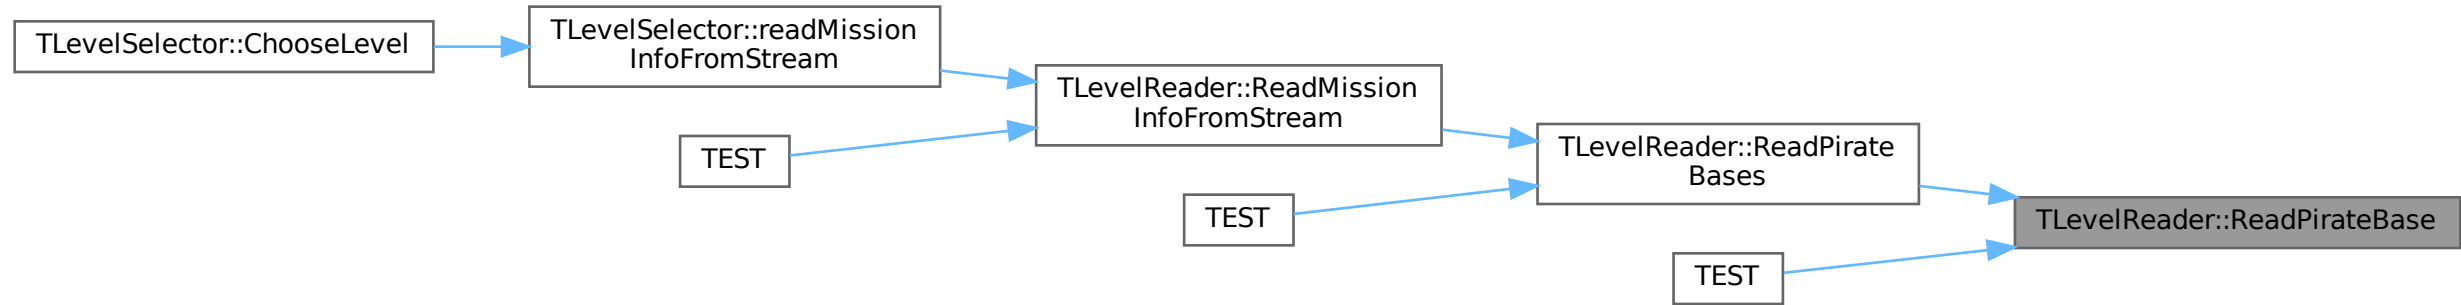 TLevelSelector::ChooseLevel
TLevelSelector::readMission
InfoFromStream
TLevelReader::ReadMission
InfoFromStream
TEST
TLevelReader::ReadPirate
Bases
TEST
TLevelReader::ReadPirateBase
TEST